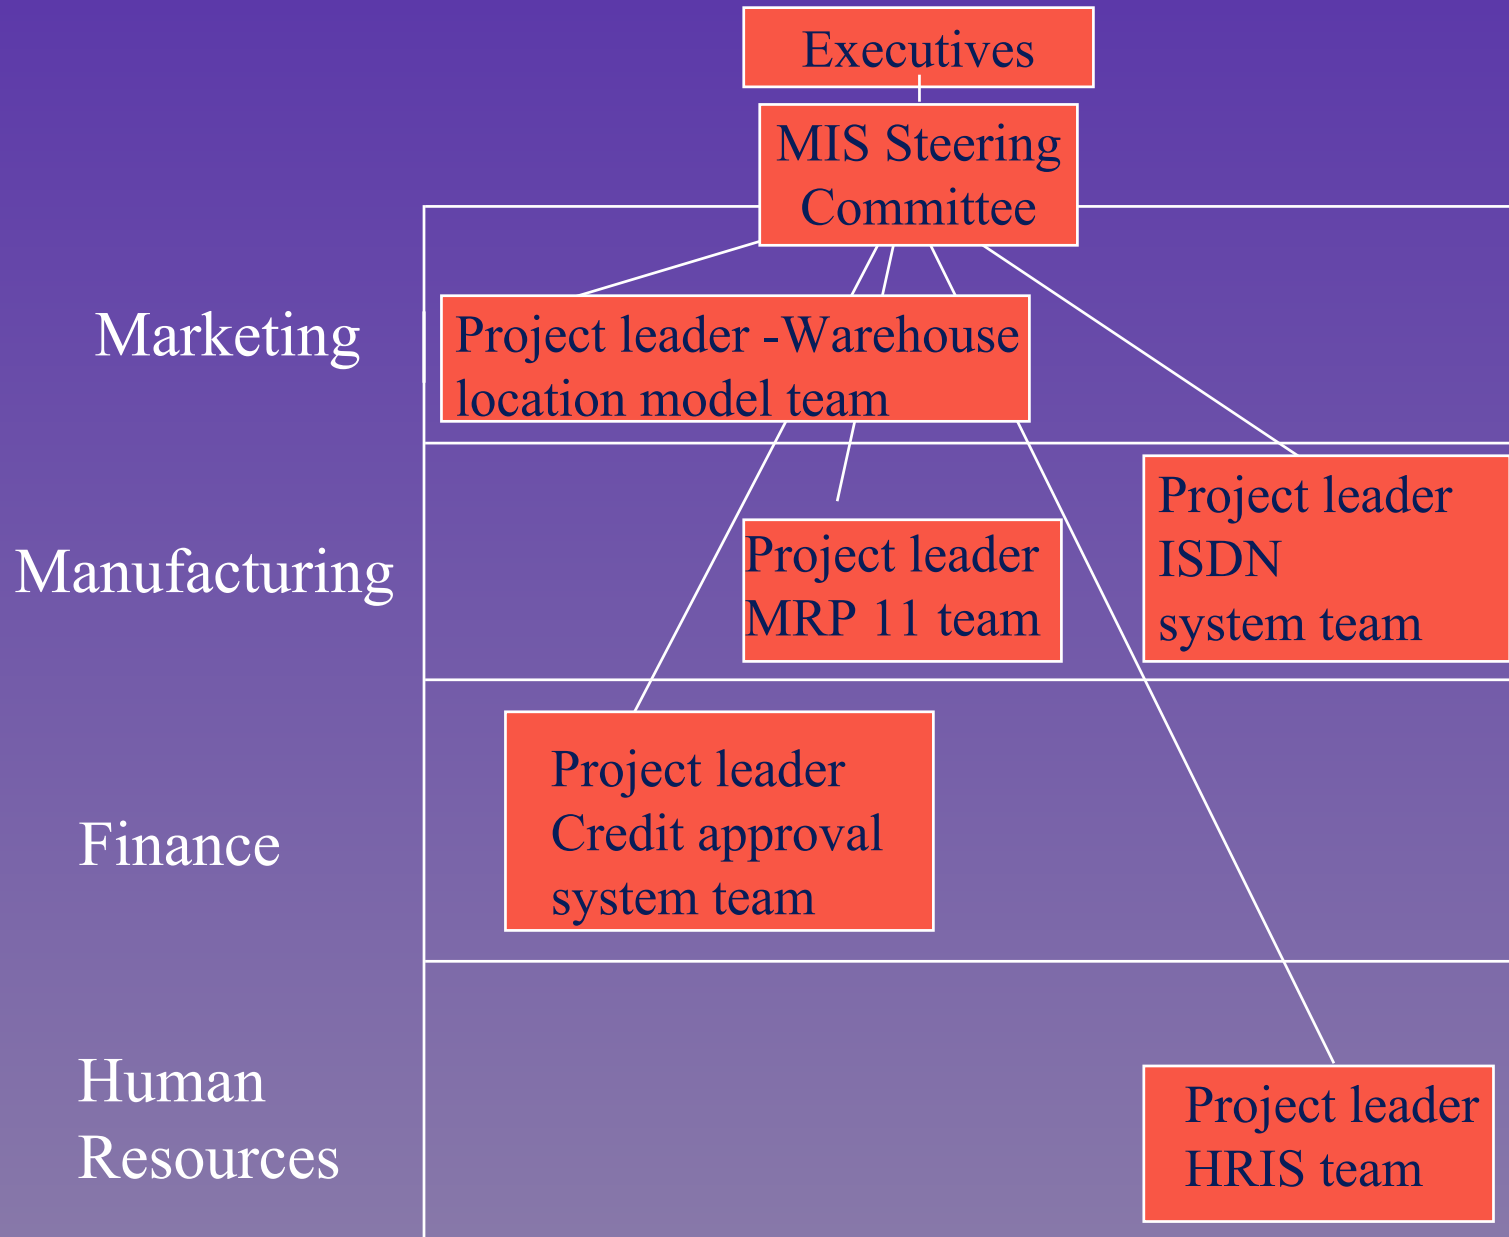 Executives
MIS Steering
Committee
Marketing
Project leader -Warehouse
location model team
Manufacturing
Project leader
MRP 11 team
Project leader
ISDN
system team
Finance
Project leader
Credit approval
system team
Human
Resources
Project leader
HRIS team